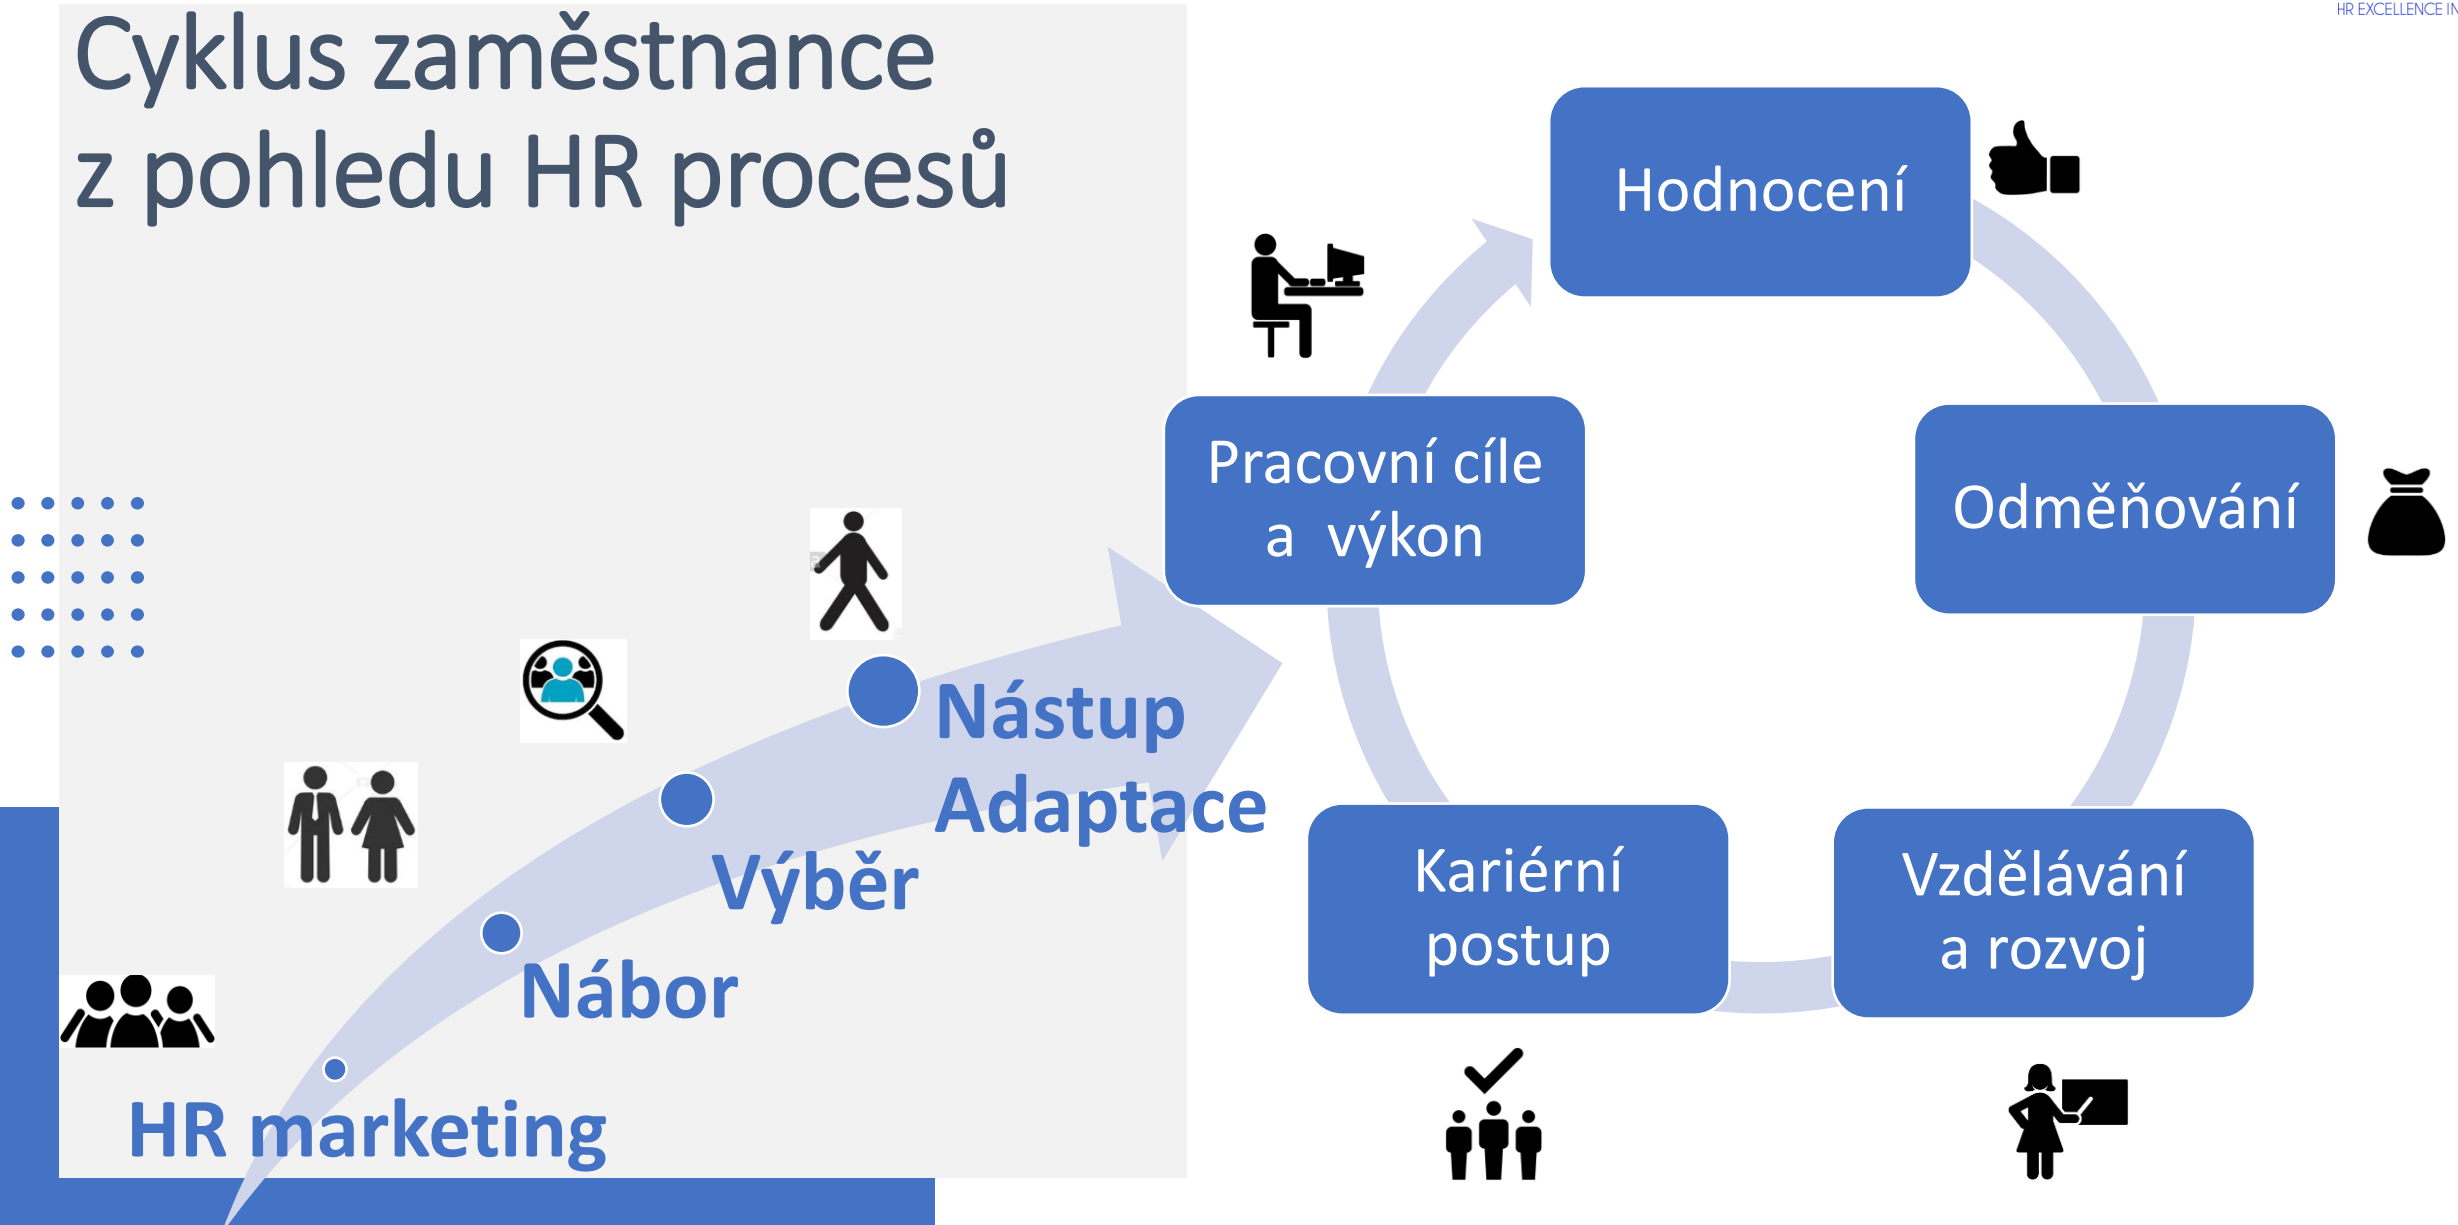 Cyklus zaměstnance
z pohledu HR procesů
HR EXCELLENCE IN
Hodnocení
Pracovní cíle
a výkon
Odměňování
Nástup
Adaptace
Výběr
Nábor
HR marketing
Kariérní
postup
Vzdělávání
a rozvoj